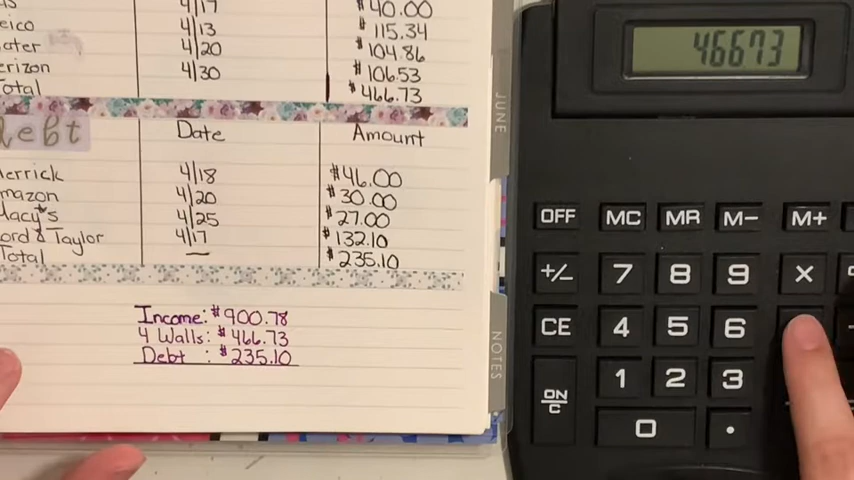 4/17 $40.00
eico 4/13 $115.34
ater 4/20 $104.86
erizon 4/30 $106.53
Total $466.73
Debt Date Amount
errick 4/18 $46.00
mazon 4/20 $30.00
Macy's 4/25 $27.00
ord & Taylor 4/17 $132.10
Total — $235.10
Income: $900.78
4 Walls: $466.73
Debt : $235.10
JUNE
NOTES
46673
OFF MC MR M− M+
+/− 7 8 9 ×
CE 4 5 6
ON/C 1 2 3
0 .